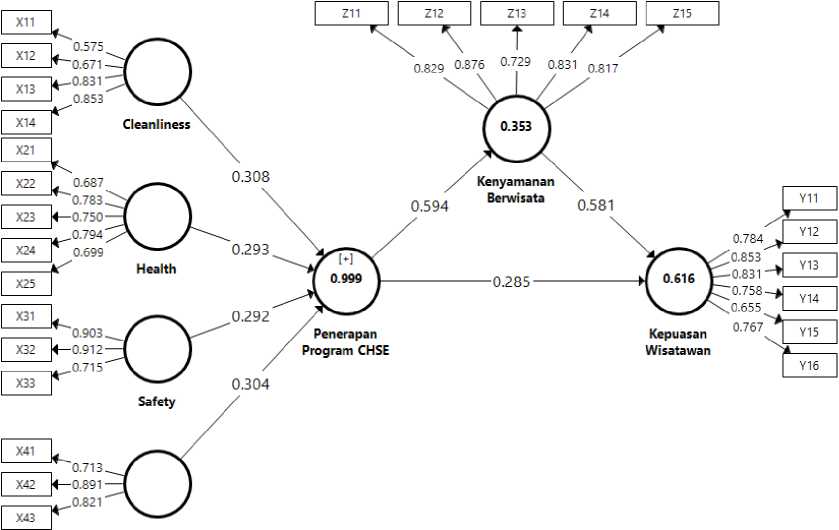 X11
X12
X13
X14
0.575
0.671
0.831
0.853
Cleanliness
X21
X22
X23
X24
X25
0.687
0.783
0.750
0.794
0.699
Health
X31
X32
X33
0.903
0.912
0.715
Safety
X41
X42
X43
0.713
0.891
0.821
0.308
0.293
0.292
0.304
[+]
0.999
Penerapan
Program CHSE
Z11
Z12
Z13
Z14
Z15
0.829
0.876
0.729
0.831
0.817
0.353
Kenyamanan
Berwisata
0.594
0.581
0.285
0.616
Kepuasan
Wisatawan
Y11
Y12
Y13
Y14
Y15
Y16
0.784
0.853
0.831
0.758
0.655
0.767